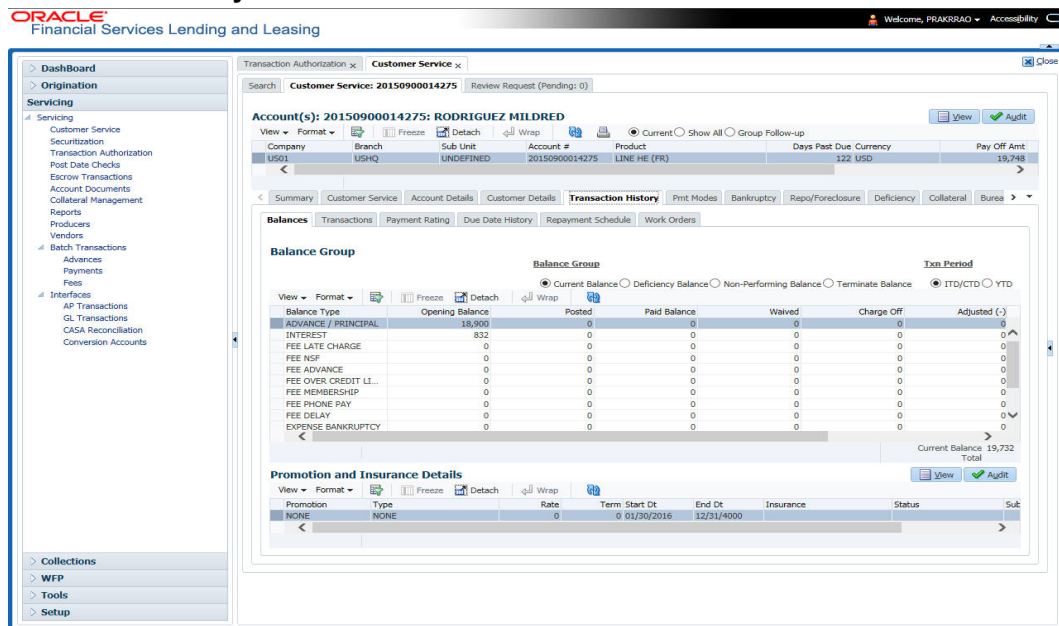 ORACLE
Financial Services Lending and Leasing
Welcome, PRAKRRAO Accessibility
Close
DashBoard
Origination
Servicing
Servicing
Customer Service
Securitization
Transaction Authorization
Post Date Checks
Escrow Transactions
Account Documents
Collateral Management
Reports
Producers
Vendors
Batch Transactions
Advances
Payments
Fees
Interfaces
AP Transactions
GL Transactions
CASA Reconciliation
Conversion Accounts
Collections
WFP
Tools
Setup
Transaction Authorization Customer Service
Search Customer Service: 20150900014275 Review Request (Pending: 0)
Account(s): 20150900014275: RODRIGUEZ MILDRED View Audit
View Format Freeze Detach Wrap Current Show All Group Follow-up
Company Branch Sub Unit Account # Product Days Past Due Currency Pay Off Amt
US01 USHQ UNDEFINED 20150900014275 LINE HE (FR) 122 USD 19,748
Summary Customer Service Account Details Customer Details Transaction History Pmt Modes Bankruptcy Repo/Foreclosure Deficiency Collateral Burea
Balances Transactions Payment Rating Due Date History Repayment Schedule Work Orders
Balance Group
Balance Group Txn Period
Current Balance Deficiency Balance Non-Performing Balance Terminate Balance ITD/CTD YTD
View Format Freeze Detach Wrap
Balance Type Opening Balance Posted Paid Balance Waived Charge Off Adjusted (-)
ADVANCE / PRINCIPAL 18,900 0 0 0 0 0
INTEREST 832 0 0 0 0 0
FEE LATE CHARGE 0 0 0 0 0 0
FEE NSF 0 0 0 0 0 0
FEE ADVANCE 0 0 0 0 0 0
FEE OVER CREDIT LI... 0 0 0 0 0 0
FEE MEMBERSHIP 0 0 0 0 0 0
FEE PHONE PAY 0 0 0 0 0 0
FEE DELAY 0 0 0 0 0 0
EXPENSE BANKRUPTCY 0 0 0 0 0 0
Current Balance 19,732
Total
Promotion and Insurance Details View Audit
View Format Freeze Detach Wrap
Promotion Type Rate Term Start Dt End Dt Insurance Status Sub
NONE NONE 0 0 01/30/2016 12/31/4000